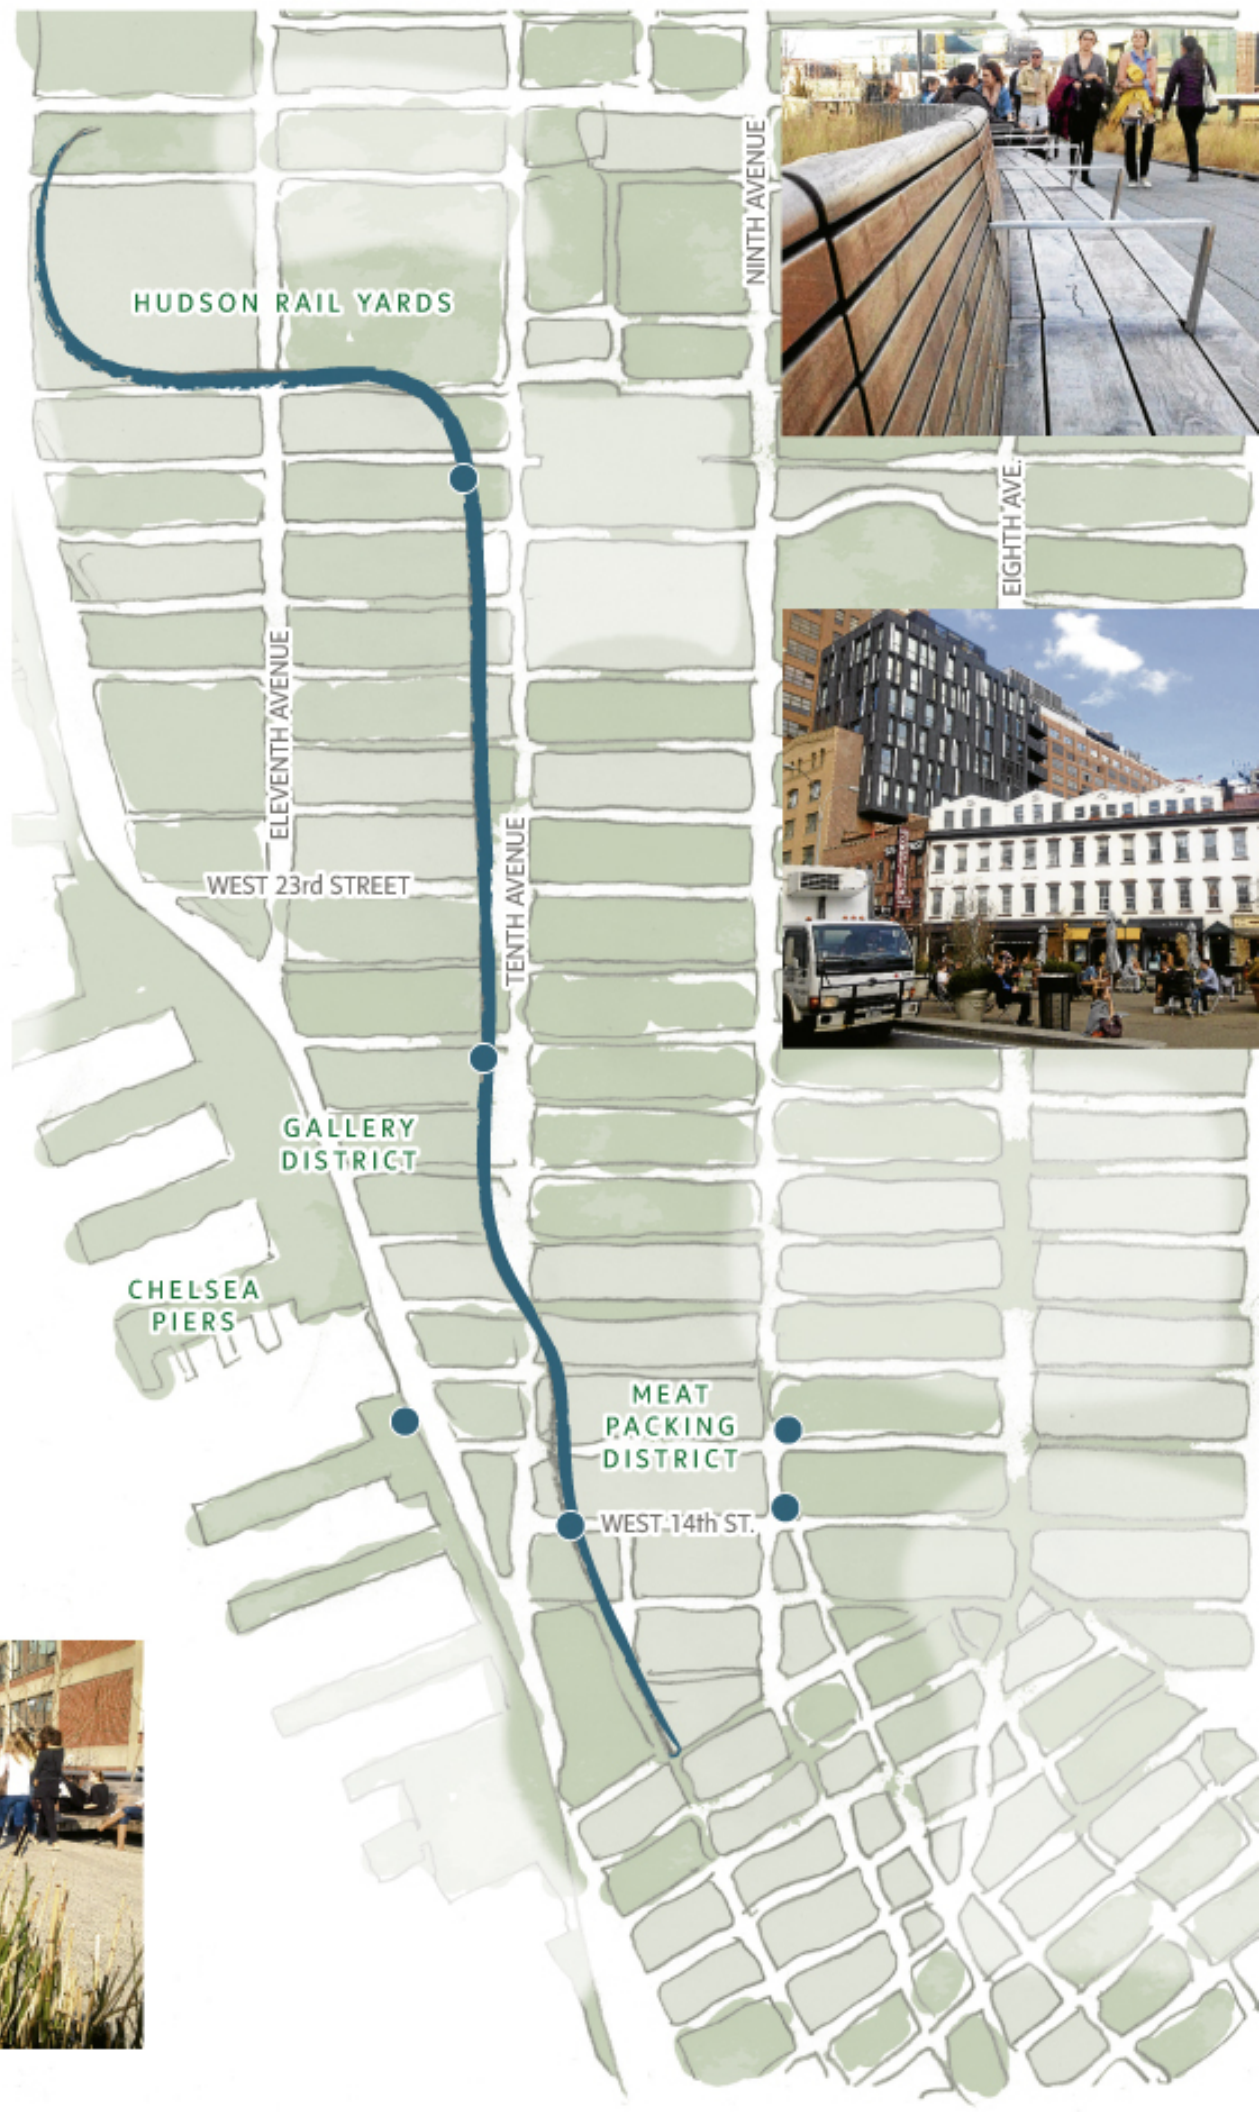 NINTH AVENUE
HUDSON RAIL YARDS
EIGHTH AVE.
ELEVENTH AVENUE
TENTH AVENUE
WEST 23rd STREET
GALLERY
DISTRICT
CHELSEA
PIERS
MEAT
PACKING
DISTRICT
WEST 14th ST.